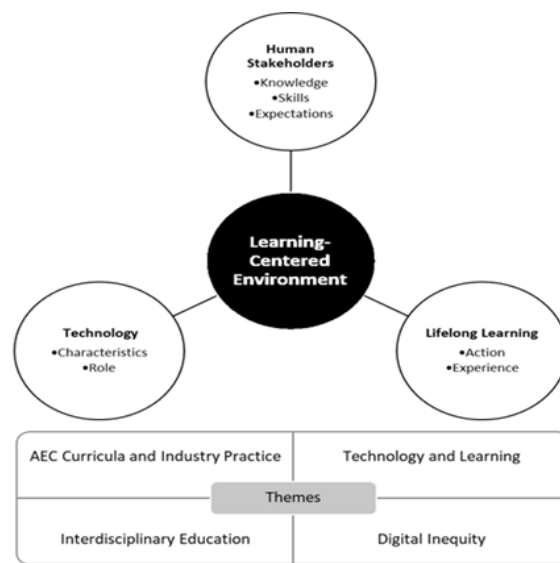 Human
Stakeholders
•Knowledge
•Skills
•Expectations
Learning-
Centered
Environment
Technology
•Characteristics
•Role
Lifelong Learning
•Action
•Experience
AEC Curricula and Industry Practice
Technology and Learning
Themes
Interdisciplinary Education
Digital Inequity